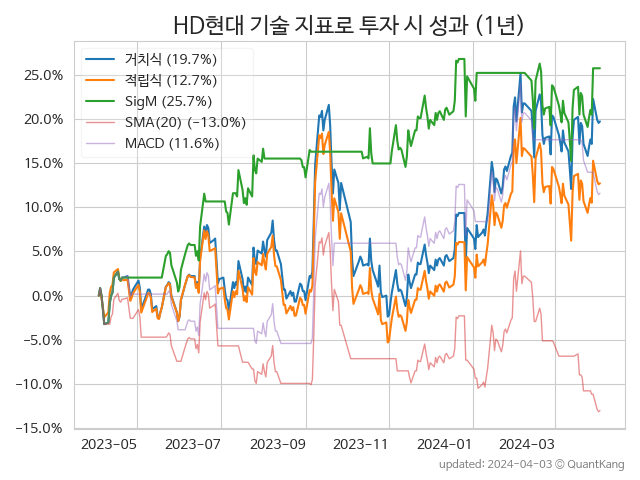 HD현대 기술 지표로 투자 시 성과 (1년)
거치식 (19.7%)
적립식 (12.7%)
SigM (25.7%)
SMA(20) (−13.0%)
MACD (11.6%)
25.0%
20.0%
15.0%
10.0%
5.0%
0.0%
−5.0%
−10.0%
−15.0%
2023-05 2023-07 2023-09 2023-11 2024-01 2024-03
updated: 2024-04-03 © QuantKang